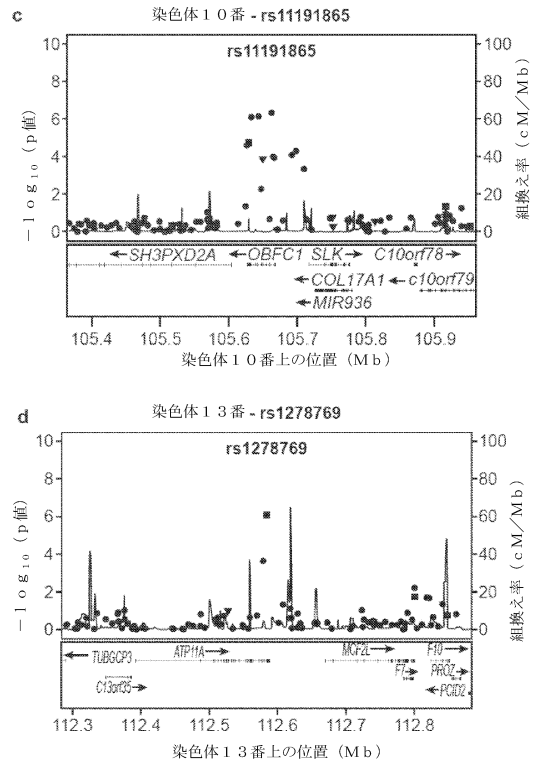 c
染色体１０番 - rs11191865
rs11191865
10
8
6
4
2
0
100
80
60
40
20
0
－ｌｏｇ₁₀（ｐ値）
組換え率（ｃＭ／Ｍｂ）
SH3PXD2A OBFC1 SLK C10orf78
COL17A1 c10orf79
MIR936
105.4 105.5 105.6 105.7 105.8 105.9
染色体１０番上の位置（Ｍｂ）
d
染色体１３番 - rs1278769
rs1278769
10
8
6
4
2
0
100
80
60
40
20
0
－ｌｏｇ₁₀（ｐ値）
組換え率（ｃＭ／Ｍｂ）
TUBGCP3 ATP11A MCF2L F10
F7 PROZ
C13orf35 PCID2
112.3 112.4 112.5 112.6 112.7 112.8
染色体１３番上の位置（Ｍｂ）